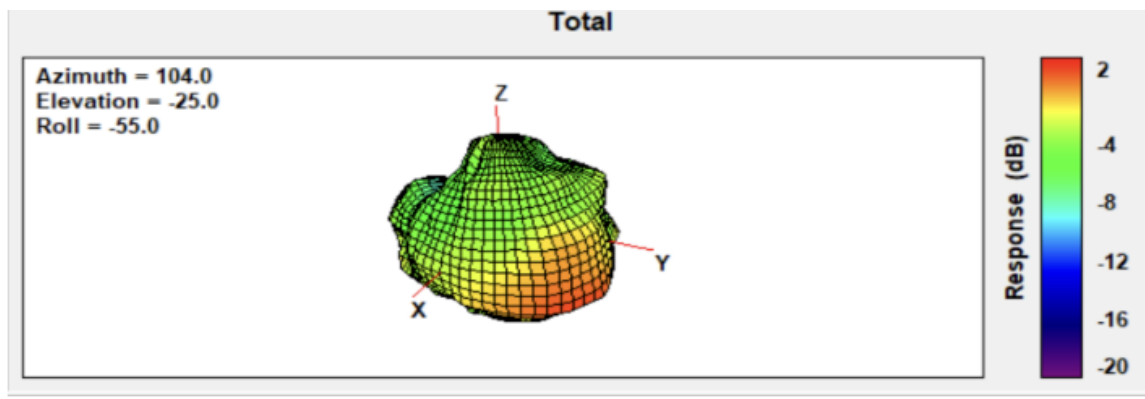 Total
Azimuth = 104.0
Elevation = -25.0
Roll = -55.0
Z
Y
X
Response (dB)
2
-4
-8
-12
-16
-20